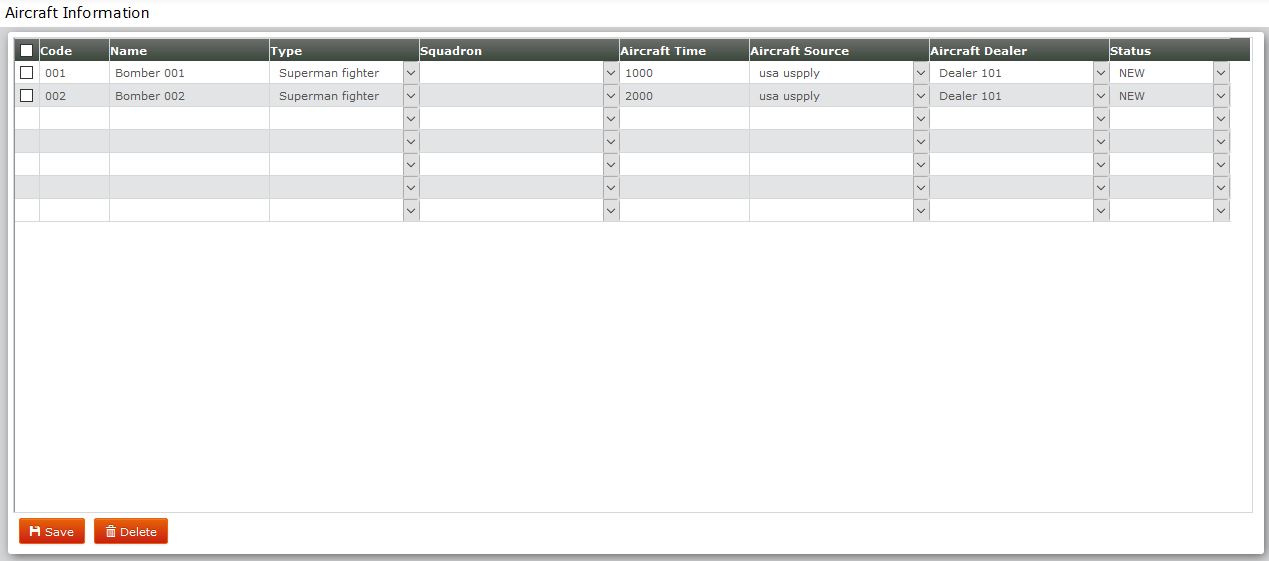 Aircraft Information
Code Name Type Squadron Aircraft Time Aircraft Source Aircraft Dealer Status
001 Bomber 001 Superman fighter 1000 usa uspply Dealer 101 NEW
002 Bomber 002 Superman fighter 2000 usa uspply Dealer 101 NEW
Save Delete